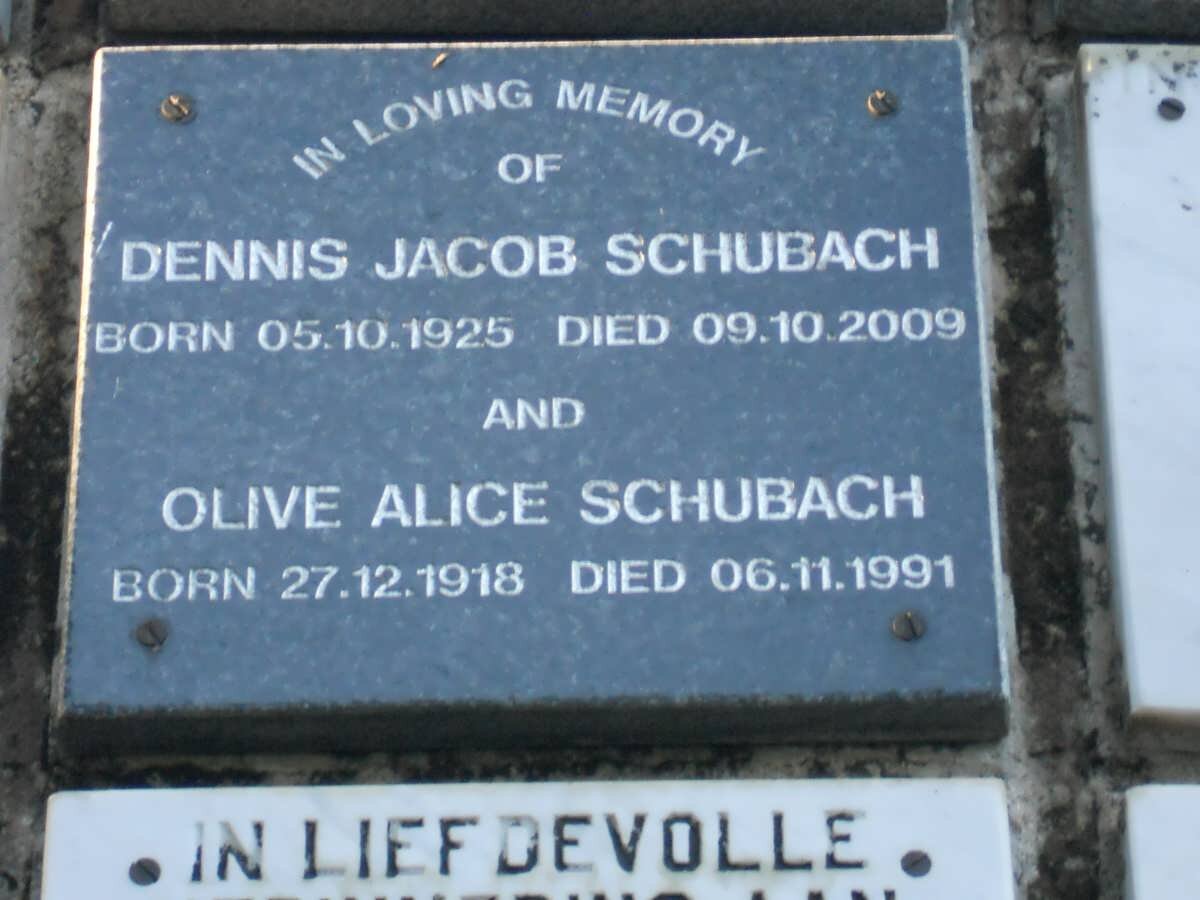 IN LOVING MEMORY
OF
DENNIS JACOB SCHUBACH
BORN 05.10.1925 DIED 09.10.2009
AND
OLIVE ALICE SCHUBACH
BORN 27.12.1918 DIED 06.11.1991
IN LIEFDEVOLLE